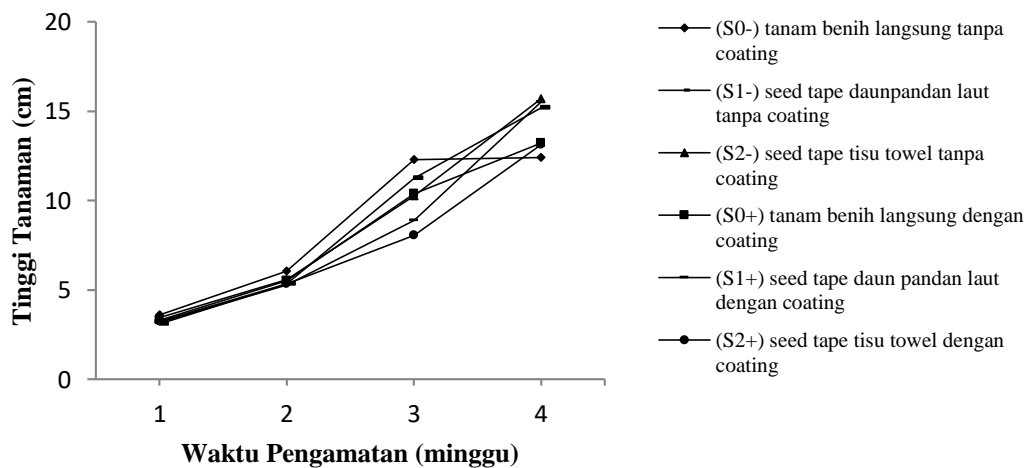 20
15
10
5
0
Tinggi Tanaman (cm)
1 2 3 4
Waktu Pengamatan (minggu)
(S0-) tanam benih langsung tanpa
coating
(S1-) seed tape daunpandan laut
tanpa coating
(S2-) seed tape tisu towel tanpa
coating
(S0+) tanam benih langsung dengan
coating
(S1+) seed tape daun pandan laut
dengan coating
(S2+) seed tape tisu towel dengan
coating